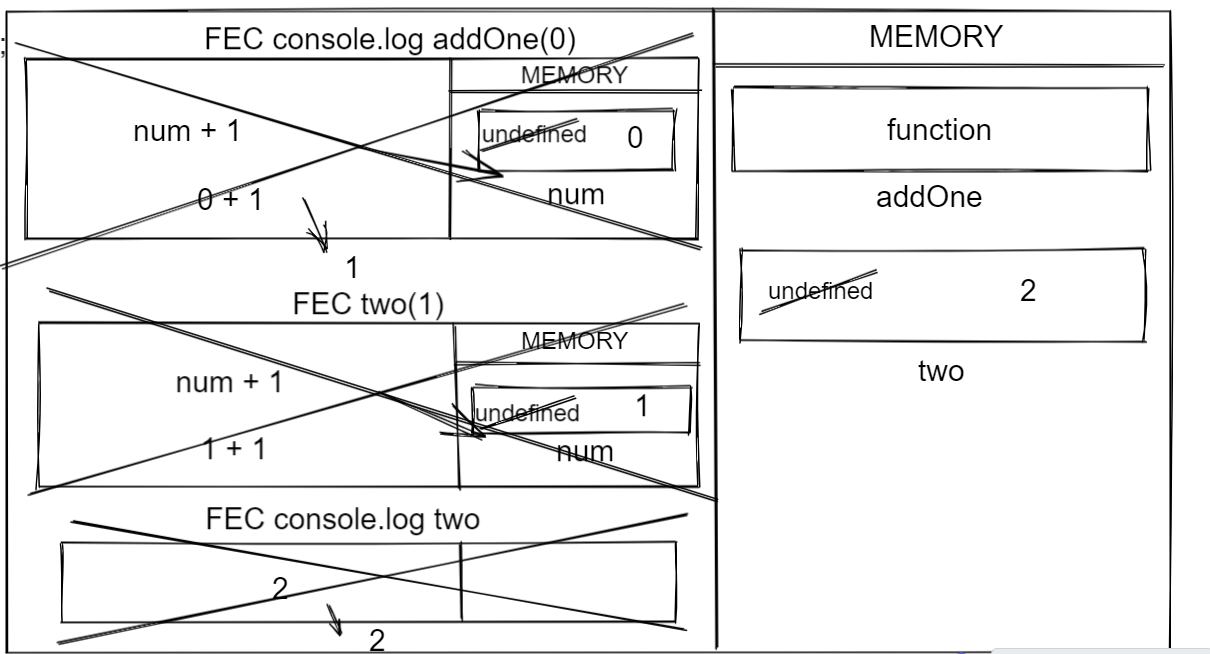 ;
FEC console.log addOne(0)
MEMORY
num + 1
undefined 0
0 + 1
num
1
FEC two(1)
MEMORY
num + 1
undefined 1
1 + 1
num
FEC console.log two
2
2
MEMORY
function
addOne
undefined 2
two